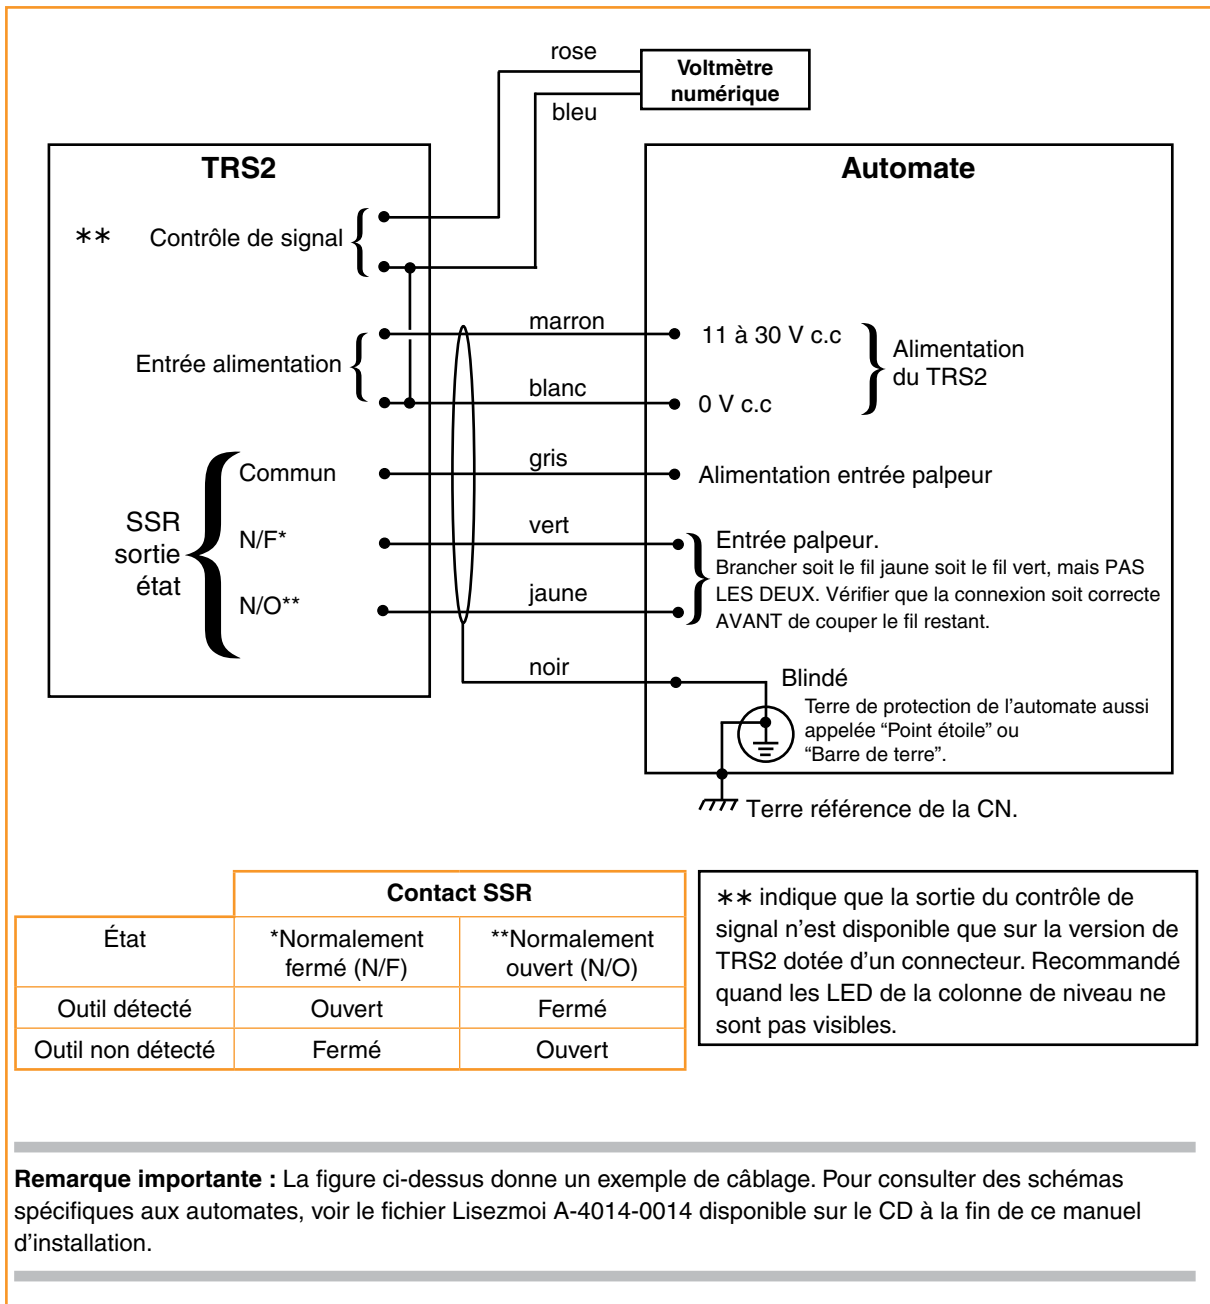 rose
Voltmètre
numérique
bleu
TRS2
Automate
** Contrôle de signal
marron
11 à 30 V c.c
Alimentation
du TRS2
Entrée alimentation
blanc
0 V c.c
gris
Commun
Alimentation entrée palpeur
SSR
sortie
état
vert
N/F*
Entrée palpeur.
Brancher soit le fil jaune soit le fil vert, mais PAS
LES DEUX. Vérifier que la connexion soit correcte
AVANT de couper le fil restant.
jaune
N/O**
noir
Blindé
Terre de protection de l'automate aussi
appelée “Point étoile” ou
“Barre de terre”.
Terre référence de la CN.
Contact SSR
État
*Normalement
fermé (N/F)
**Normalement
ouvert (N/O)
Outil détecté Ouvert Fermé
Outil non détecté Fermé Ouvert
** indique que la sortie du contrôle de
signal n'est disponible que sur la version de
TRS2 dotée d'un connecteur. Recommandé
quand les LED de la colonne de niveau ne
sont pas visibles.
Remarque importante : La figure ci-dessus donne un exemple de câblage. Pour consulter des schémas
spécifiques aux automates, voir le fichier Lisezmoi A-4014-0014 disponible sur le CD à la fin de ce manuel
d'installation.